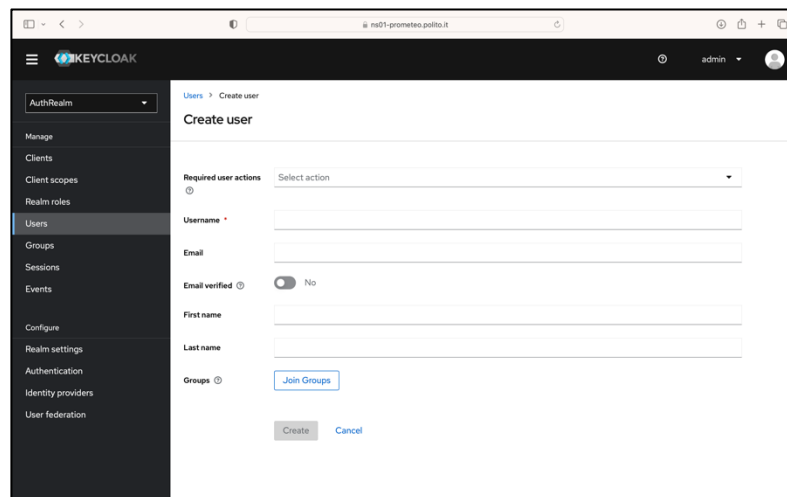 ns01-prometeo.polito.it
KEYCLOAK
admin
AuthRealm
Manage
Clients
Client scopes
Realm roles
Users
Groups
Sessions
Events
Configure
Realm settings
Authentication
Identity providers
User federation
Users > Create user
Create user
Required user actions
Select action
Username *
Email
Email verified
No
First name
Last name
Groups
Join Groups
Create
Cancel